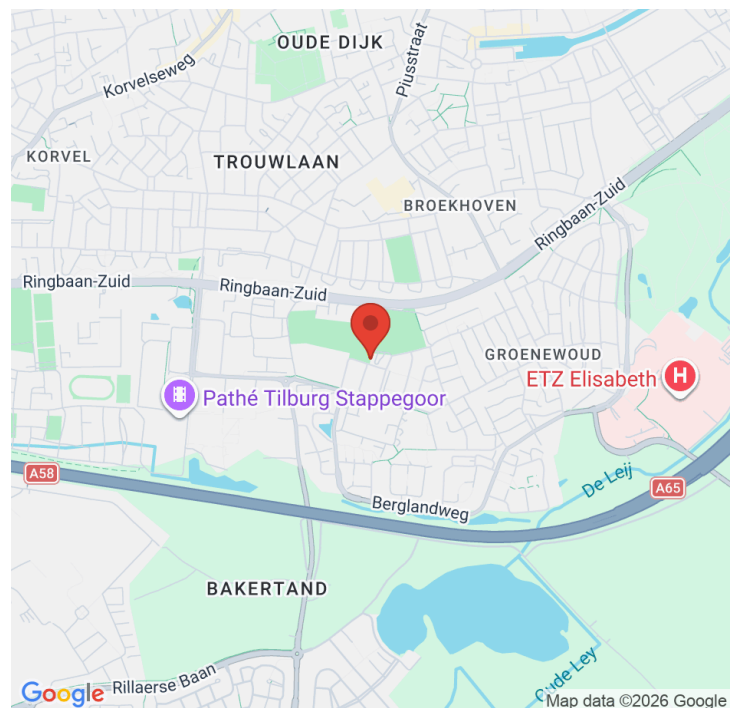 OUDE DIJK
Piusstraat
Korvelseweg
KORVEL
TROUWLAAN
BROEKHOVEN
Ringbaan-Zuid
Ringbaan-Zuid
Ringbaan-Zuid
GROENEWOUD
ETZ Elisabeth
H
Pathé Tilburg Stappegoor
A58
De Leij
A65
Berglandweg
BAKERTAND
Rillaerse Baan
Oude Ley
Google
Map data ©2026 Google